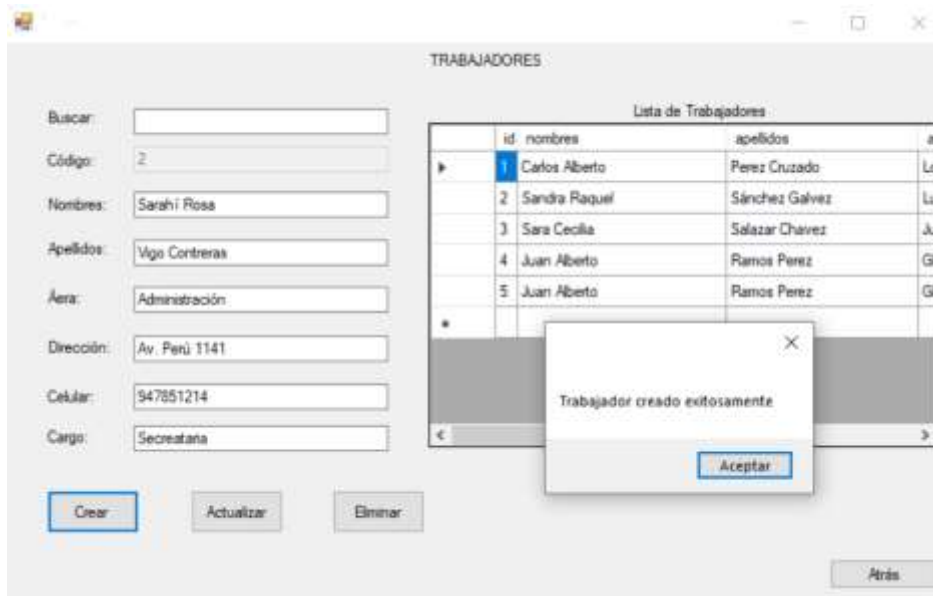 TRABAJADORES
Buscar:
Código: 2
Nombres: Sarahí Rosa
Apellidos: Vigo Contreras
Áera: Administración
Dirección: Av. Perú 1141
Celular: 947851214
Cargo: Secreataria
Crear Actualizar Eliminar
Lista de Trabajadores
id nombres apellidos a
1 Carlos Alberto Perez Cruzado Lo
2 Sandra Raquel Sánchez Galvez Lu
3 Sara Cecilia Salazar Chavez Ju
4 Juan Alberto Ramos Perez G
5 Juan Alberto Ramos Perez G
Trabajador creado exitosamente
Aceptar
Atrás